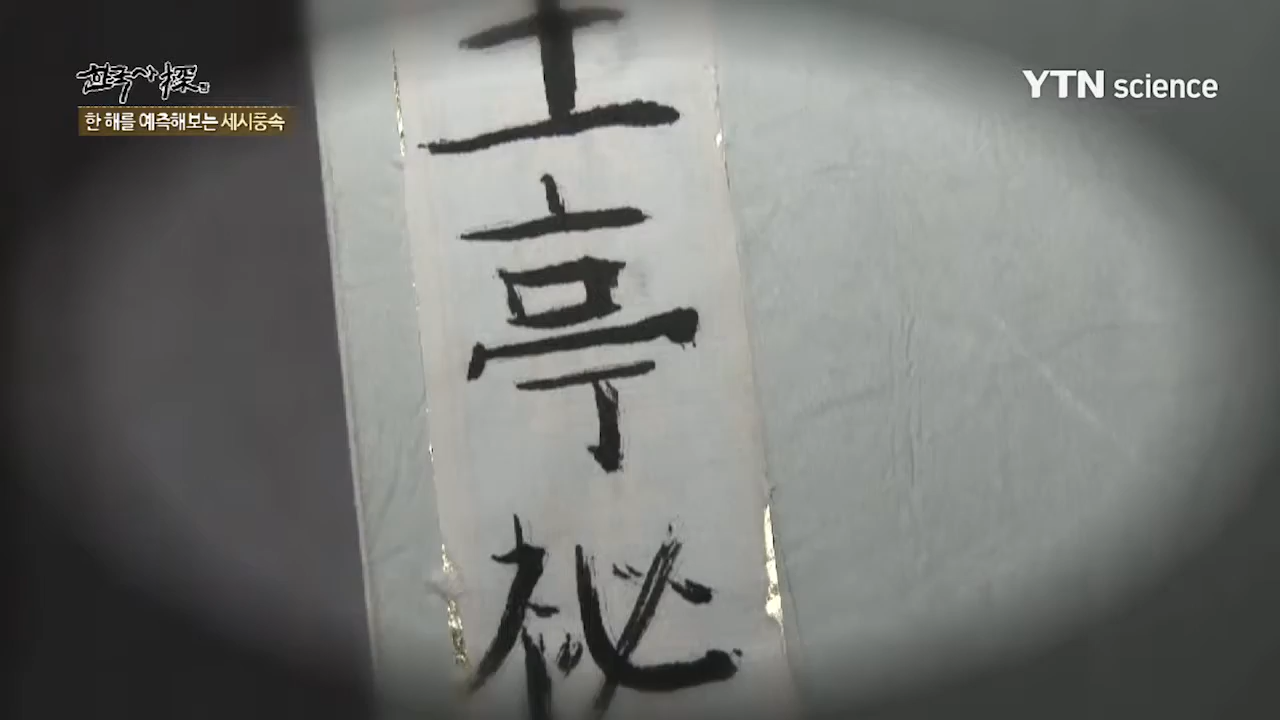 한국사 探
YTN science
한 해를 예측해보는 세시풍속
土
亭
秘